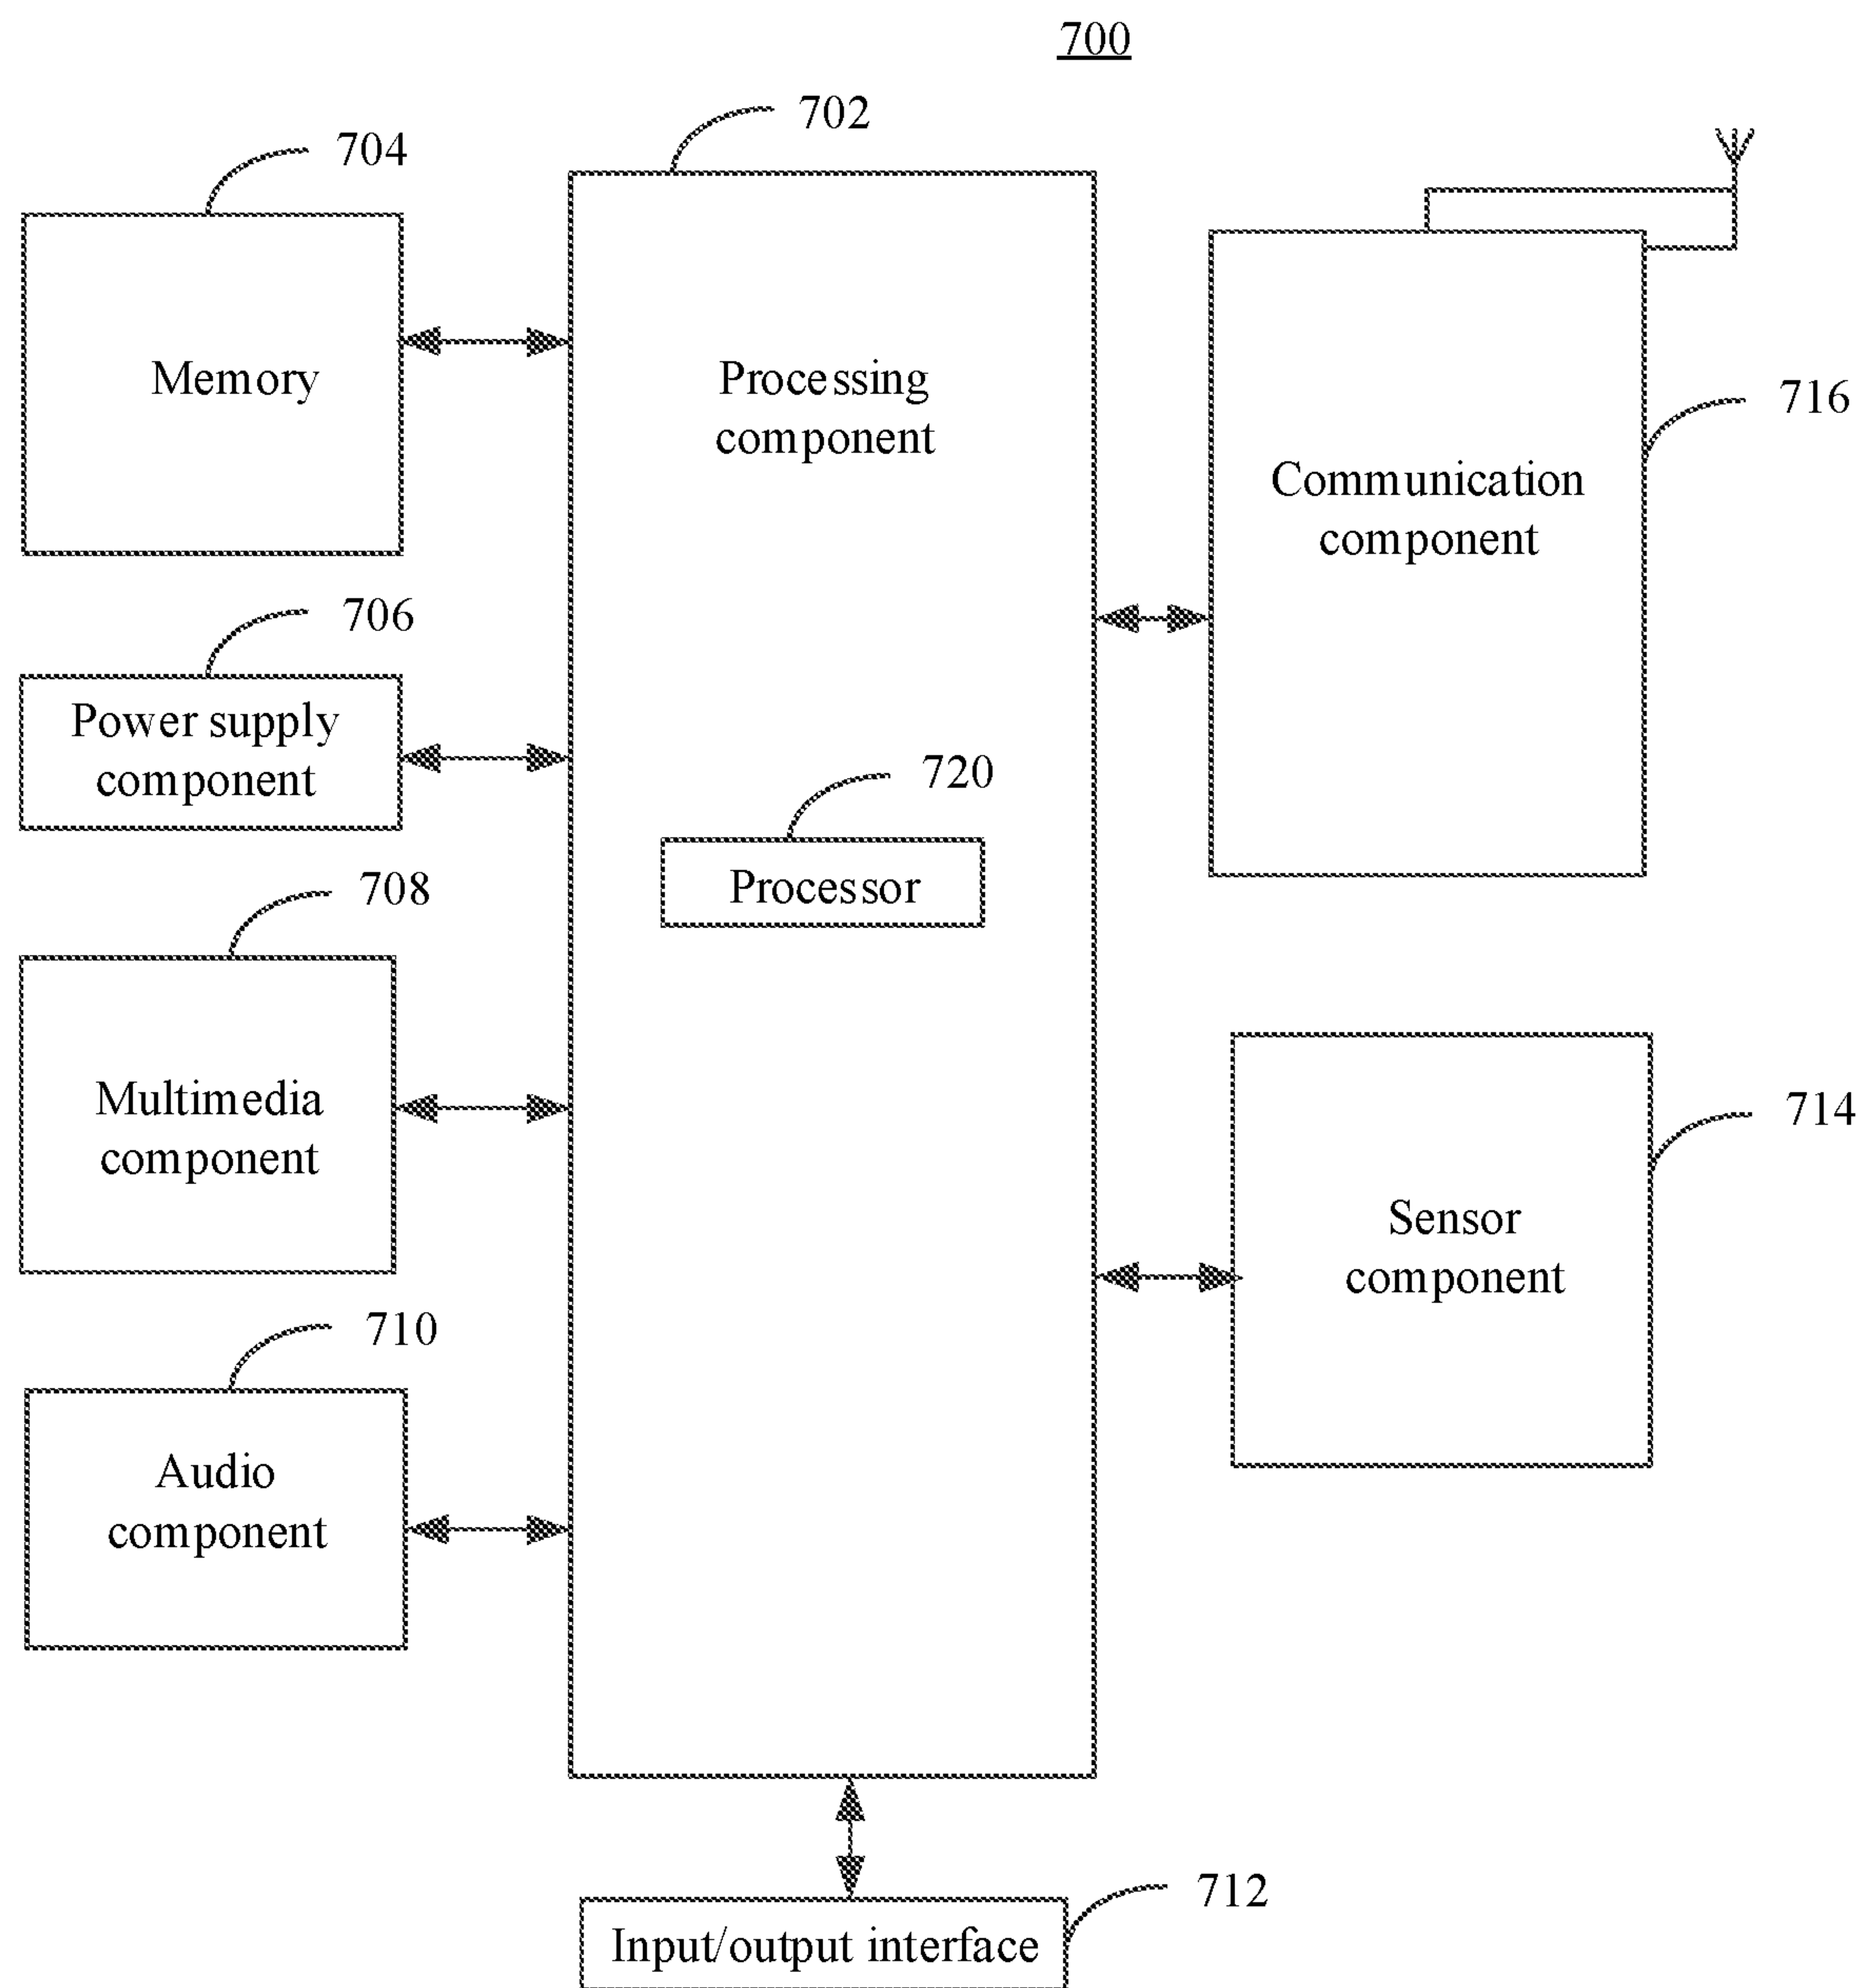 700
702
704
Memory
Processing
component
716
Communication
component
706
Power supply
component
720
Processor
708
Multimedia
component
714
Sensor
component
710
Audio
component
712
Input/output interface